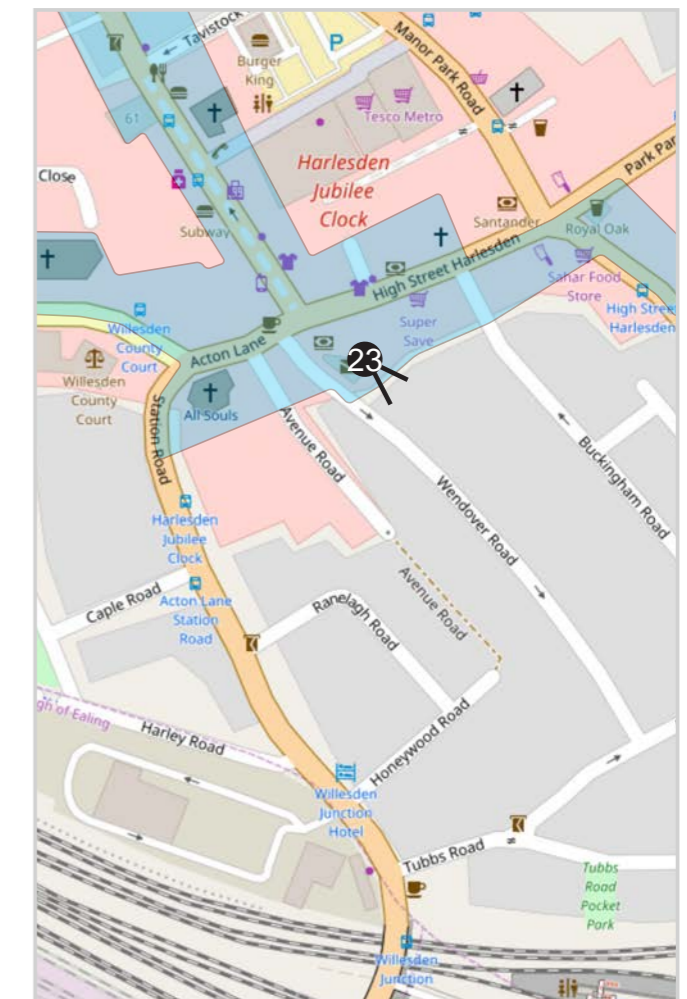 Tavistock
Burger
King
P
Manor Park Road
Tesco Metro
61
Harlesden
Jubilee
Clock
Close
Park Par
Subway
Santander
Royal Oak
High Street Harlesden
Sahar Food
Store
High Stree
Harlesden
Super
Save
Willesden
County
Court
Acton Lane
23
Willesden
County
Court
All Souls
Station Road
Avenue Road
Buckingham Road
Wendover Road
Harlesden
Jubilee
Clock
Caple Road
Acton Lane
Station
Road
Ranelagh Road
Avenue Road
gh of Ealing
Harley Road
Honeywood Road
Willesden
Junction
Hotel
Tubbs Road
Tubbs
Road
Pocket
Park
Willesden
Junction